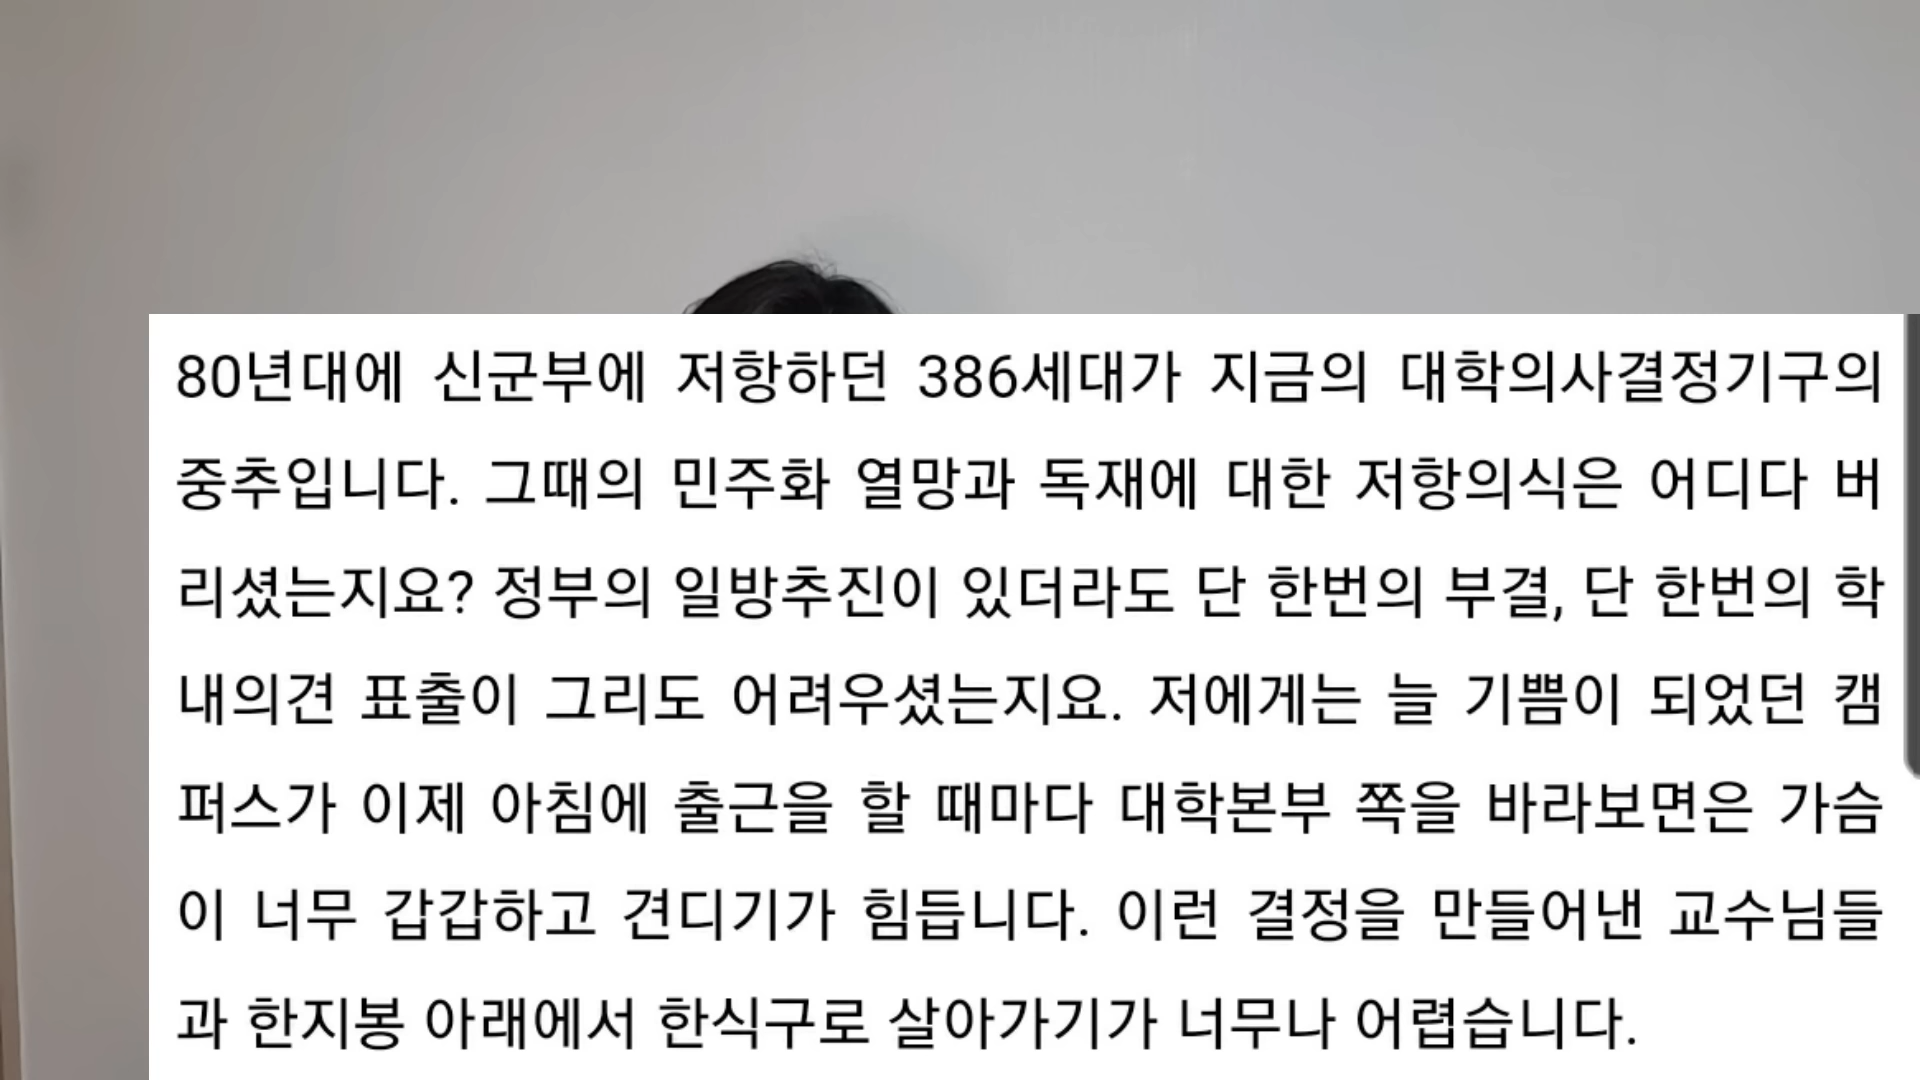 80년대에 신군부에 저항하던 386세대가 지금의 대학의사결정기구의
중추입니다. 그때의 민주화 열망과 독재에 대한 저항의식은 어디다 버
리셨는지요? 정부의 일방추진이 있더라도 단 한번의 부결, 단 한번의 학
내의견 표출이 그리도 어려우셨는지요. 저에게는 늘 기쁨이 되었던 캠
퍼스가 이제 아침에 출근을 할 때마다 대학본부 쪽을 바라보면은 가슴
이 너무 갑갑하고 견디기가 힘듭니다. 이런 결정을 만들어낸 교수님들
과 한지붕 아래에서 한식구로 살아가기가 너무나 어렵습니다.